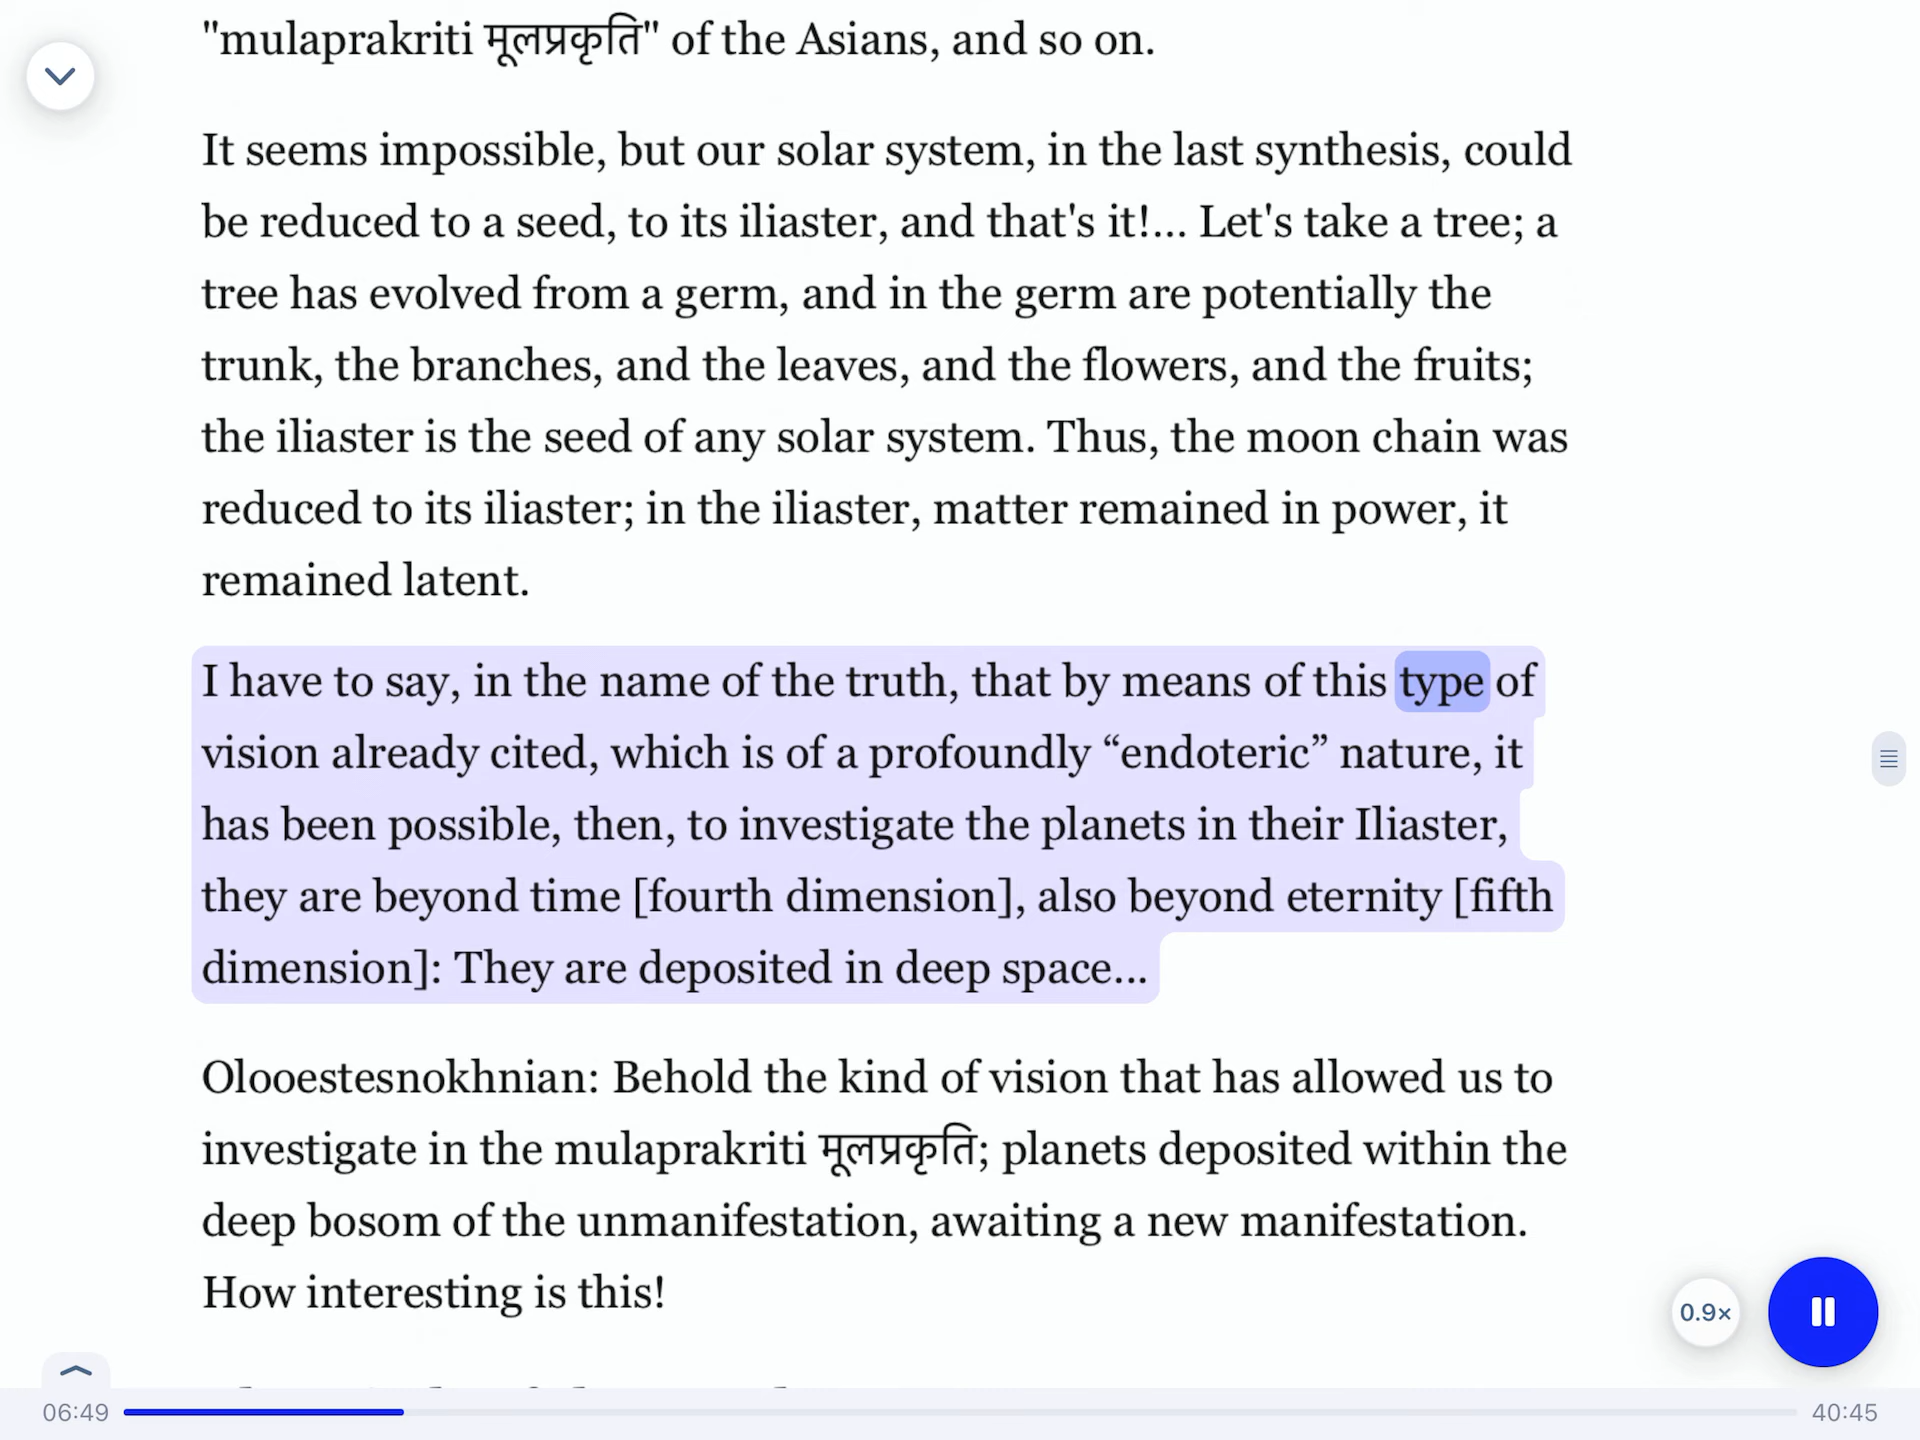 "mulaprakriti मूलप्रकृति" of the Asians, and so on.
It seems impossible, but our solar system, in the last synthesis, could
be reduced to a seed, to its iliaster, and that's it!... Let's take a tree; a
tree has evolved from a germ, and in the germ are potentially the
trunk, the branches, and the leaves, and the flowers, and the fruits;
the iliaster is the seed of any solar system. Thus, the moon chain was
reduced to its iliaster; in the iliaster, matter remained in power, it
remained latent.
I have to say, in the name of the truth, that by means of this type of
vision already cited, which is of a profoundly “endoteric” nature, it
has been possible, then, to investigate the planets in their Iliaster,
they are beyond time [fourth dimension], also beyond eternity [fifth
dimension]: They are deposited in deep space...
Olooestesnokhnian: Behold the kind of vision that has allowed us to
investigate in the mulaprakriti मूलप्रकृति; planets deposited within the
deep bosom of the unmanifestation, awaiting a new manifestation.
How interesting is this!
0.9×
06:49
40:45